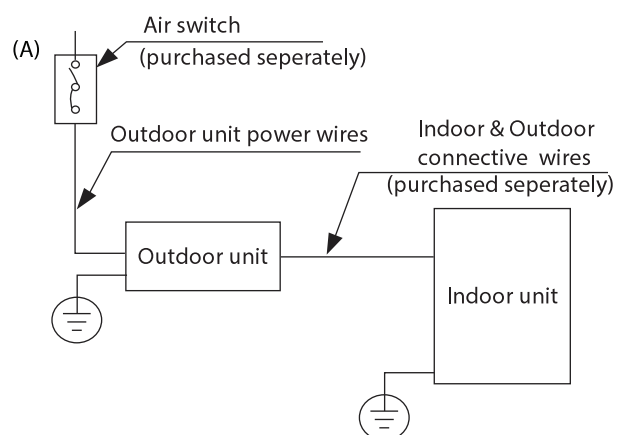 (A)
Air switch
(purchased seperately)
Outdoor unit power wires
Indoor & Outdoor
connective wires
(purchased seperately)
Outdoor unit
Indoor unit